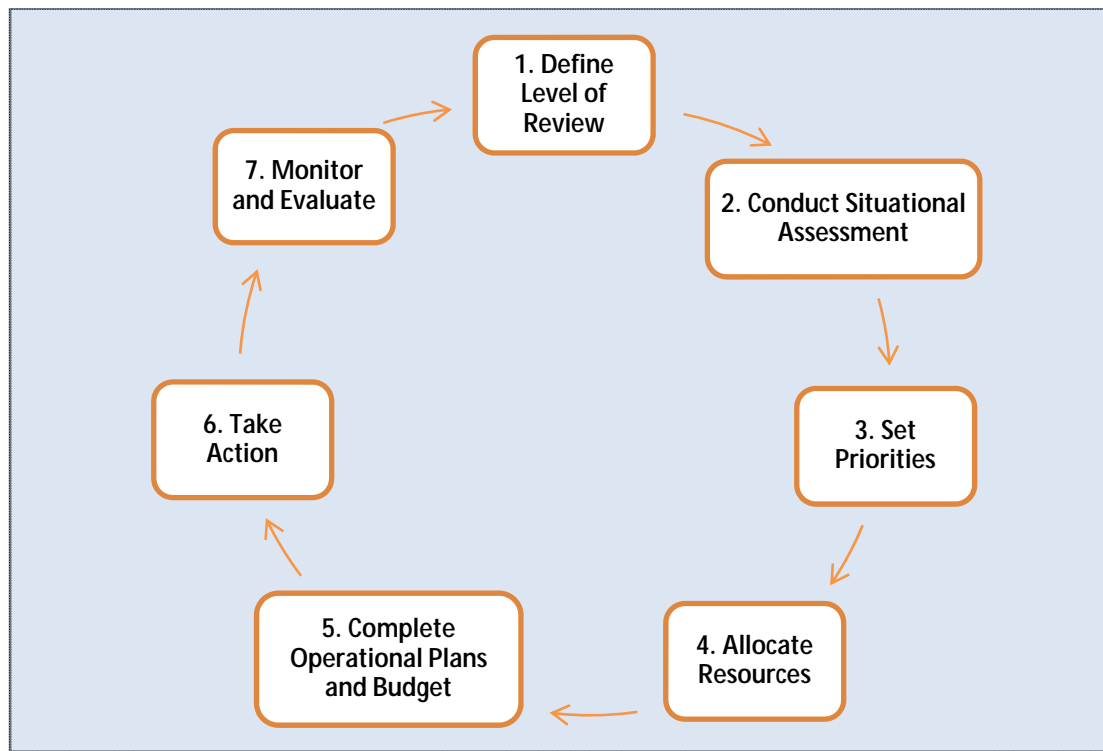 1. Define
Level of
Review
2. Conduct Situational
Assessment
3. Set
Priorities
4. Allocate
Resources
5. Complete
Operational Plans
and Budget
6. Take
Action
7. Monitor
and Evaluate